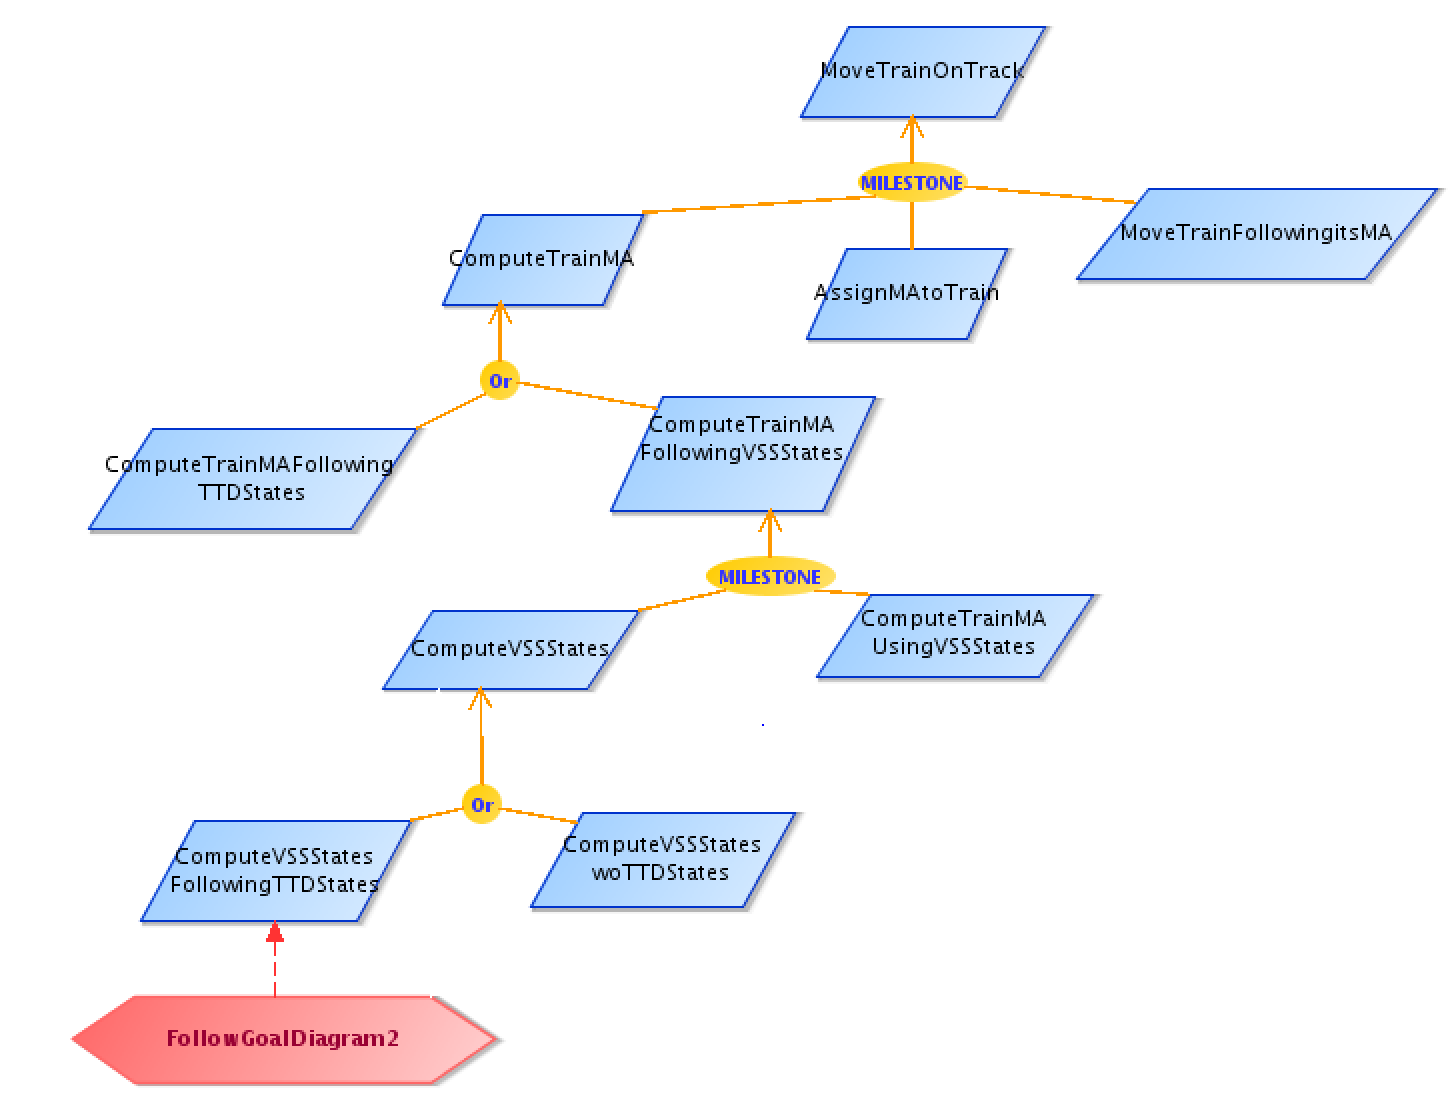 MoveTrainOnTrack
MILESTONE
MoveTrainFollowingitsMA
ComputeTrainMA
AssignMAtoTrain
Or
ComputeTrainMA
FollowingVSSStates
ComputeTrainMAFollowing
TTDStates
MILESTONE
ComputeTrainMA
UsingVSSStates
ComputeVSSStates
Or
ComputeVSSStates
woTTDStates
ComputeVSSStates
FollowingTTDStates
FollowGoalDiagram2